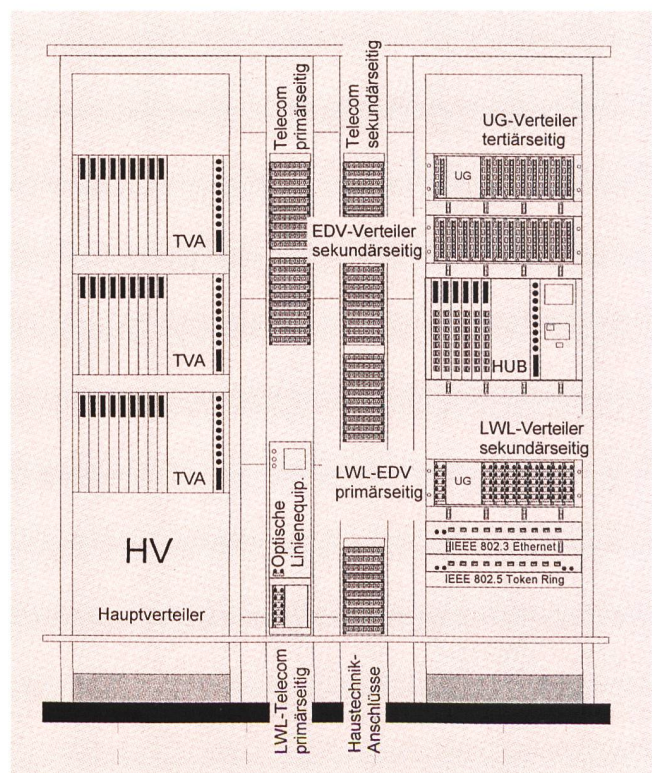 Telecom
primärseitig
Telecom
sekundärseitig
UG-Verteiler
tertiärseitig
UG
TVA
EDV-Verteiler
sekundärseitig
TVA
HUB
TVA
LWL-Verteiler
sekundärseitig
LWL-EDV
primärseitig
UG
Optische
Linienequip.
HV
IEEE 802.3 Ethernet
IEEE 802.5 Token Ring
Hauptverteiler
LWL-Telecom
primärseitig
Haustechnik-
Anschlüsse